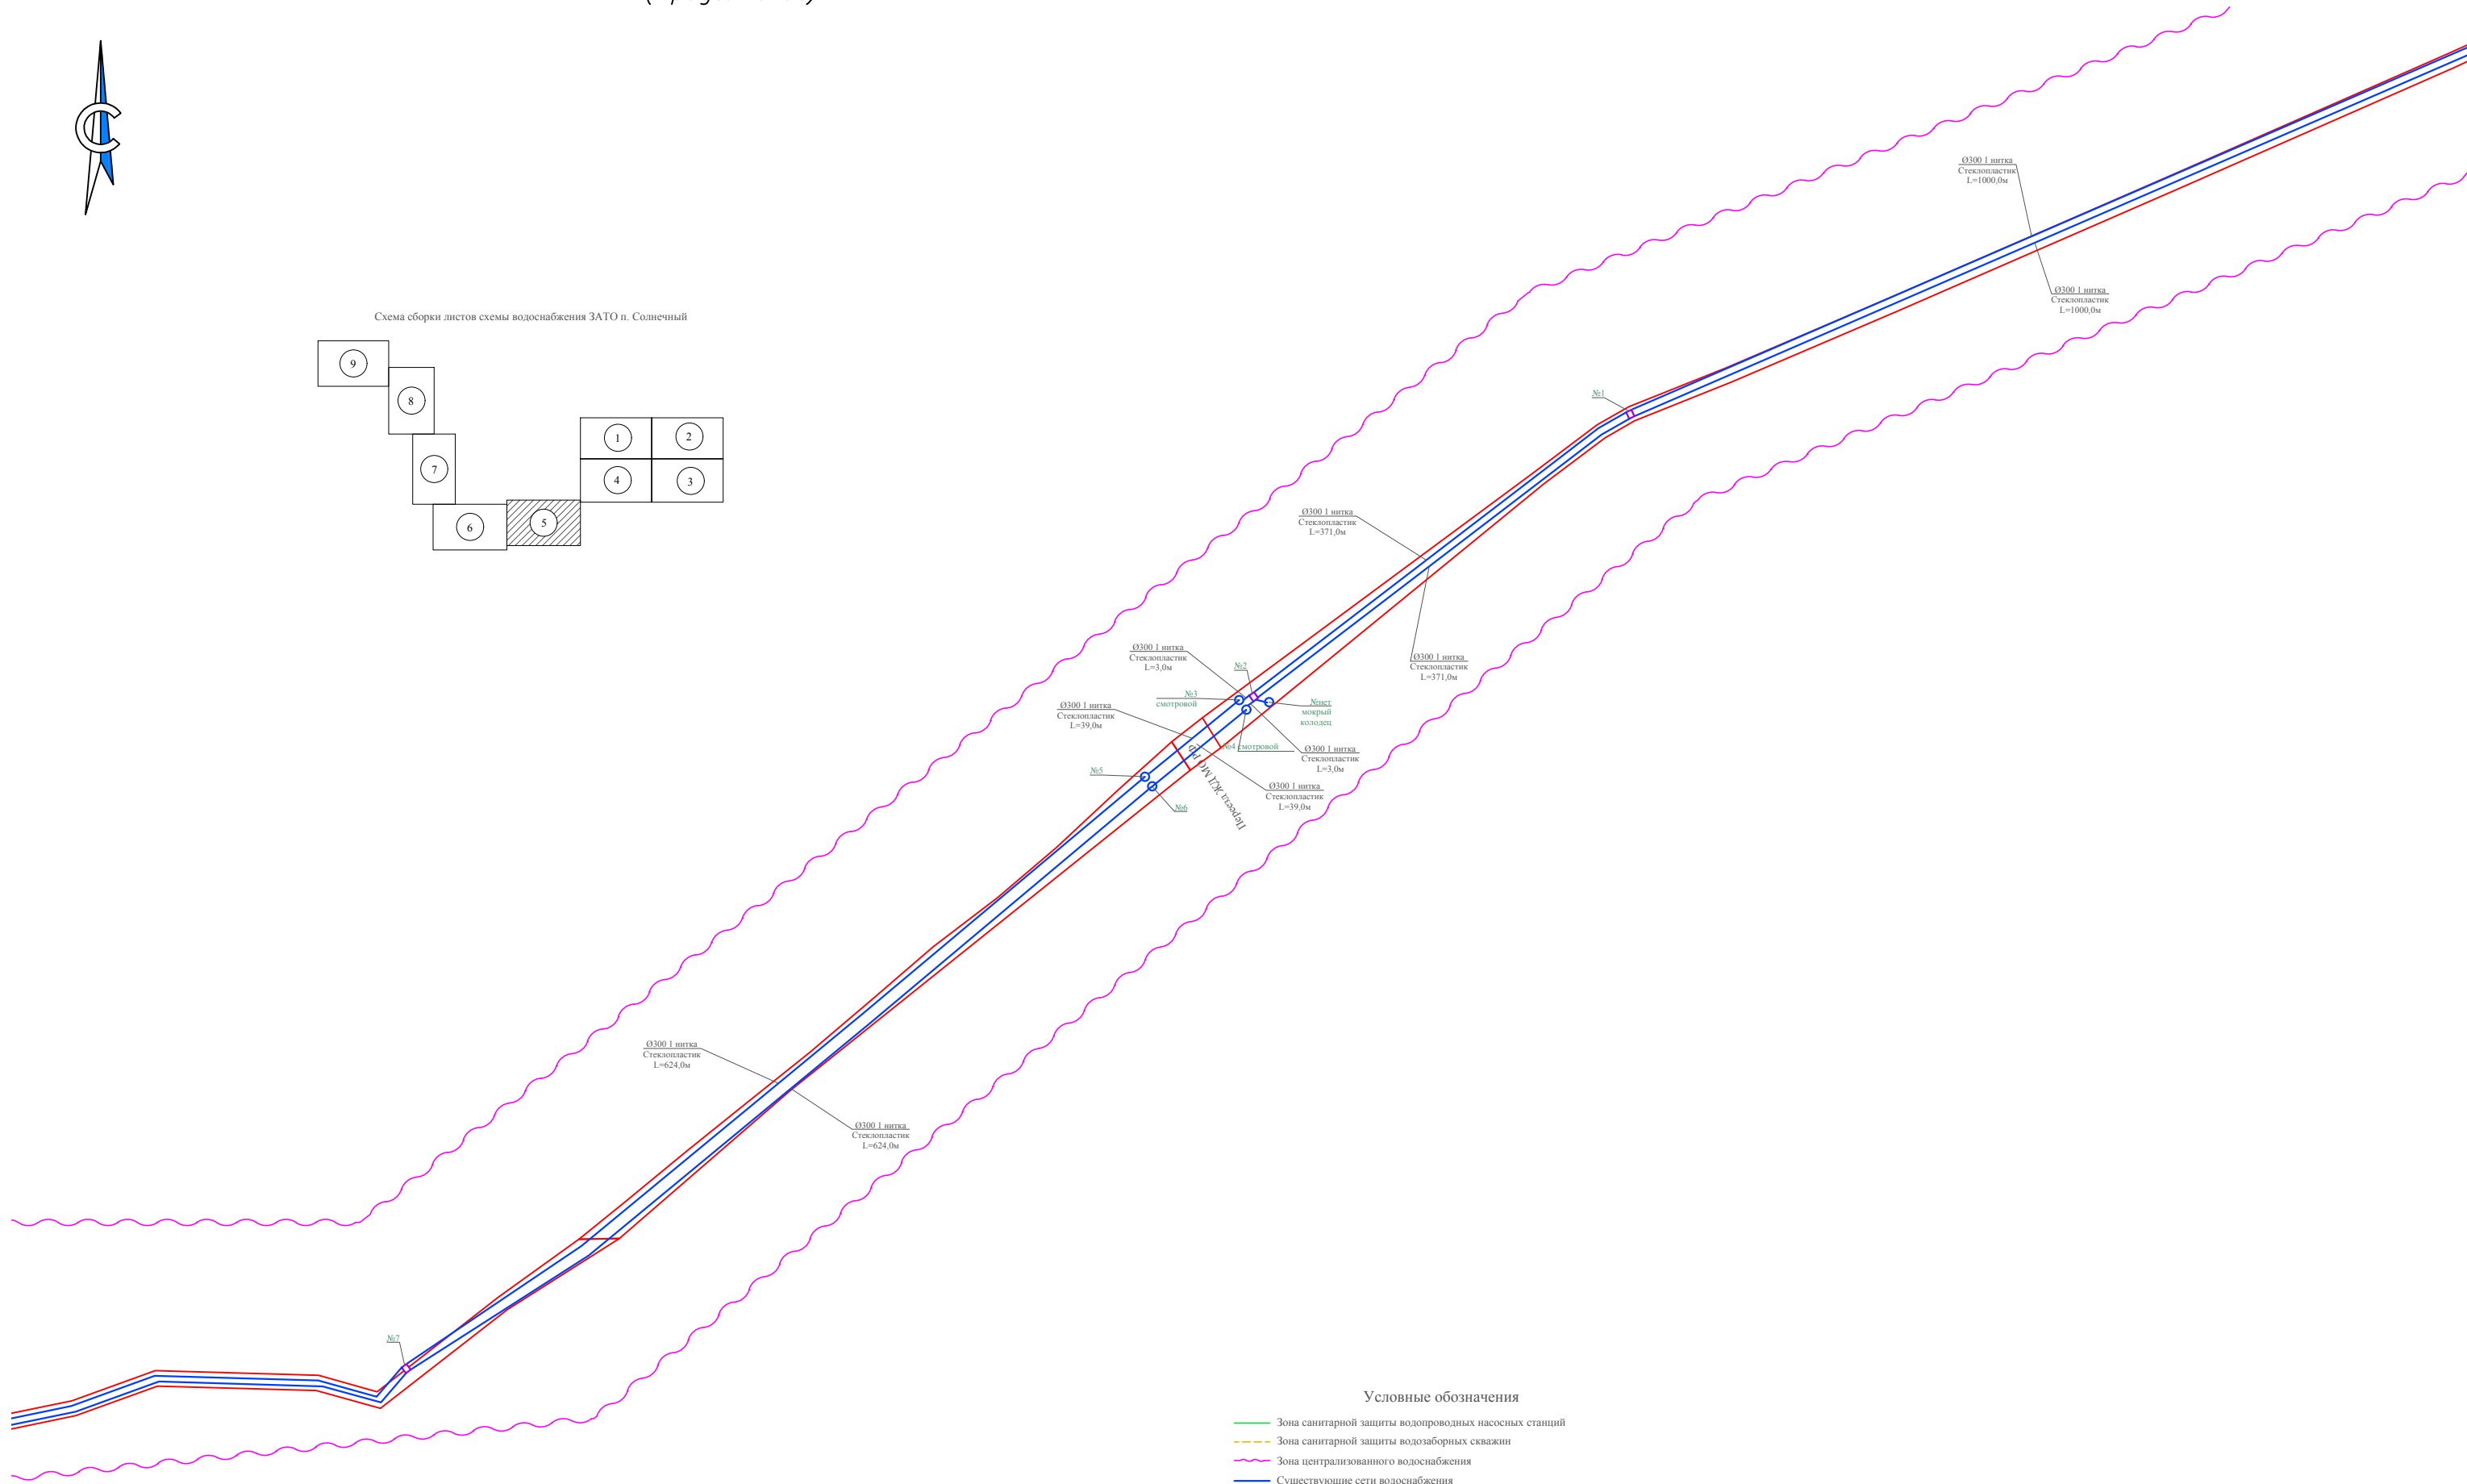 Схема сборки листов схемы водоснабжения ЗАТО п. Солнечный
9
8
7
6
5
1
2
4
3
Ø300 1 нитка
Стеклопластик
L=1000,0м
Ø300 1 нитка
Стеклопластик
L=1000,0м
№1
Ø300 1 нитка
Стеклопластик
L=371,0м
Ø300 1 нитка
Стеклопластик
L=371,0м
Ø300 1 нитка
Стеклопластик
L=3,0м
№2
№3
смотровой
№нет
мокрый
колодец
Ø300 1 нитка
Стеклопластик
L=39,0м
№4 смотровой
Ø300 1 нитка
Стеклопластик
L=3,0м
Переезд ЖД МО РФ
№5
Ø300 1 нитка
Стеклопластик
L=39,0м
№6
Ø300 1 нитка
Стеклопластик
L=624,0м
Ø300 1 нитка
Стеклопластик
L=624,0м
№7
Условные обозначения
Зона санитарной защиты водопроводных насосных станций
Зона санитарной защиты водозаборных скважин
Зона централизованного водоснабжения
Существующие сети водоснабжения